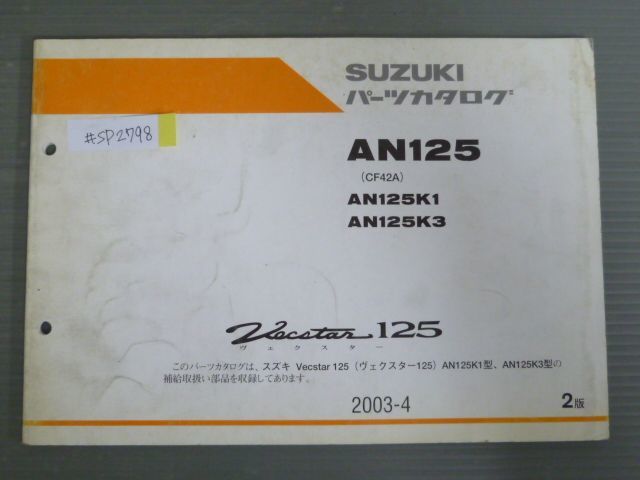 SUZUKI
パーツカタログ
#SP2798
AN125
(CF42A)
AN125K1
AN125K3
Vecstar 125
ヴェクスター
このパーツカタログは、スズキ Vecstar 125 (ヴェクスター125) AN125K1型、AN125K3型の
補給取扱い部品を収録してあります。
2003-4
2版